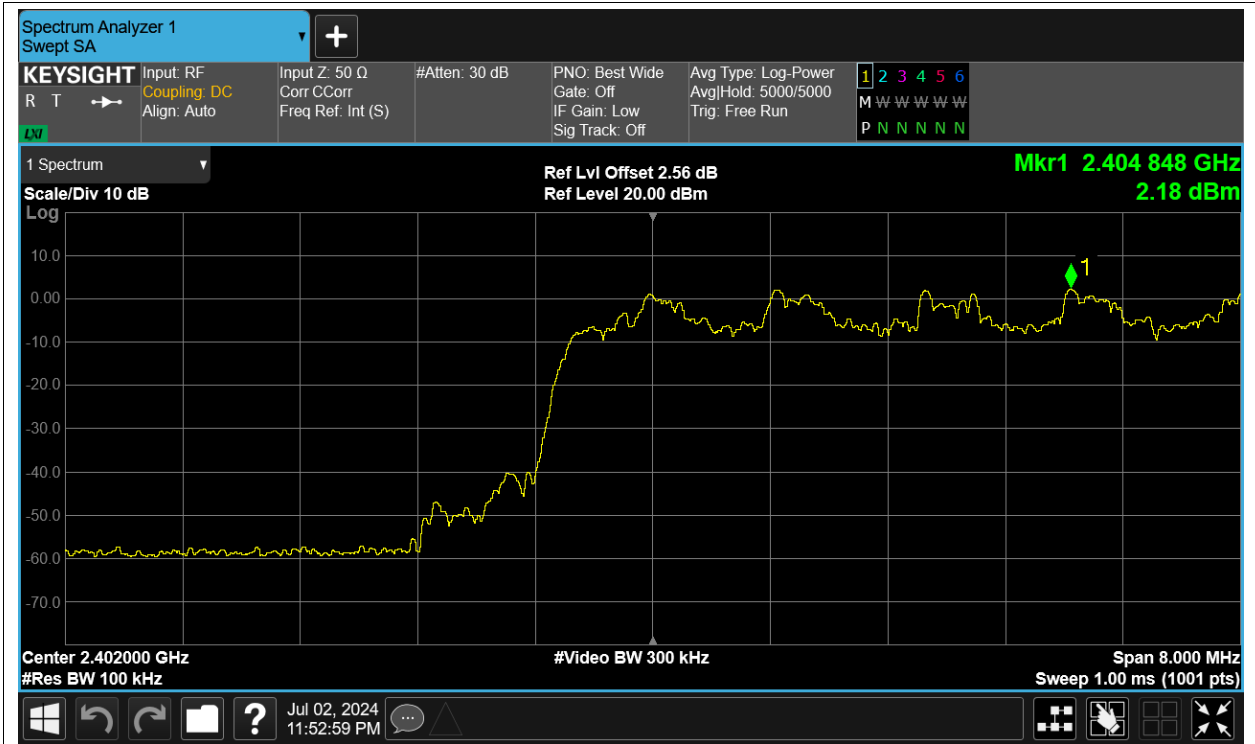 Spectrum Analyzer 1
Swept SA
KEYSIGHT
R T
LXI
Input: RF
Coupling: DC
Align: Auto
Input Z: 50 Ω
Corr CCorr
Freq Ref: Int (S)
#Atten: 30 dB
PNO: Best Wide
Gate: Off
IF Gain: Low
Sig Track: Off
Avg Type: Log-Power
Avg|Hold: 5000/5000
Trig: Free Run
1 2 3 4 5 6
M W W W W W
P N N N N N
1 Spectrum
Scale/Div 10 dB
Log
Ref Lvl Offset 2.56 dB
Ref Level 20.00 dBm
Mkr1 2.404 848 GHz
2.18 dBm
1
10.0
0.00
-10.0
-20.0
-30.0
-40.0
-50.0
-60.0
-70.0
Center 2.402000 GHz
#Res BW 100 kHz
#Video BW 300 kHz
Span 8.000 MHz
Sweep 1.00 ms (1001 pts)
?
Jul 02, 2024
11:52:59 PM